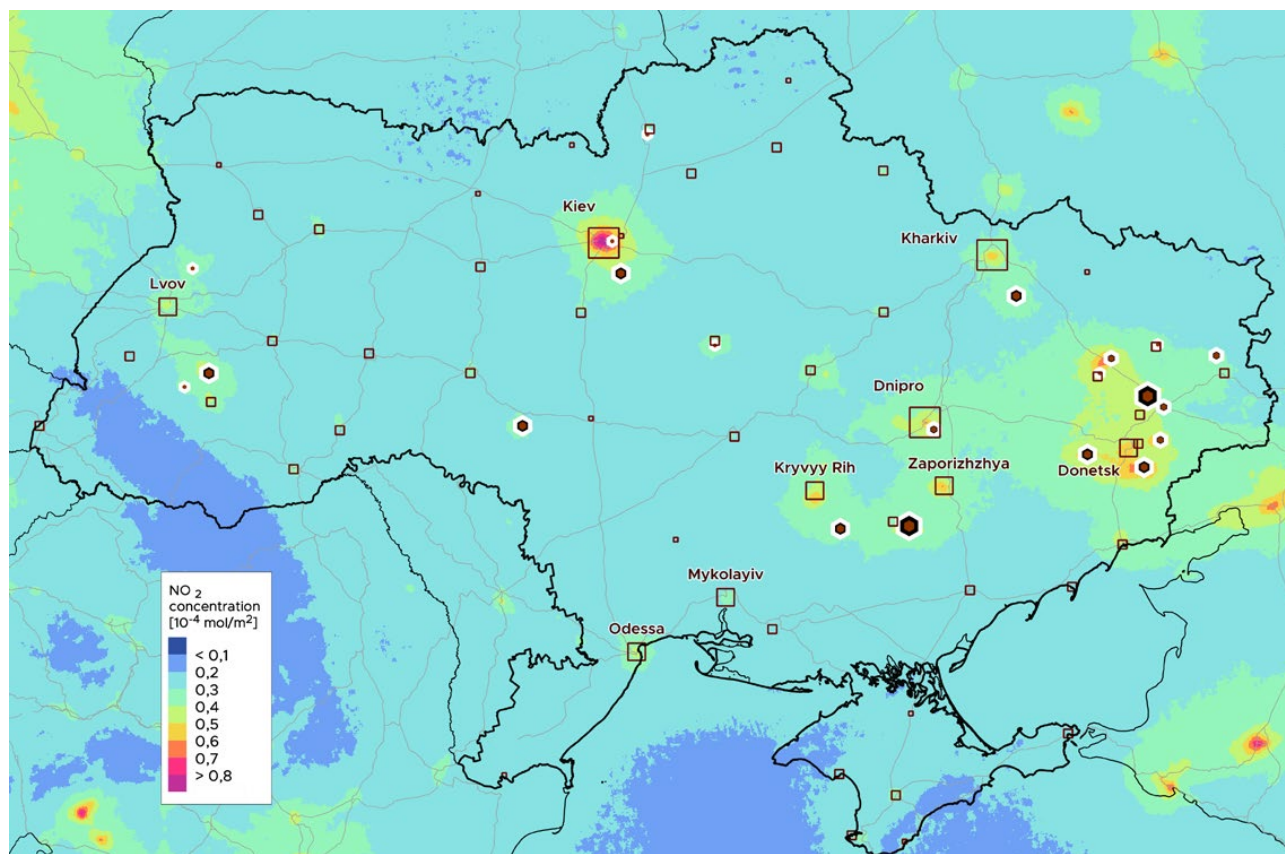 Kiev
Kharkiv
Lvov
Dnipro
Kryvyy Rih
Zaporizhzhya
Donetsk
Mykolayiv
Odessa
NO 2
concentration
[10⁻⁴ mol/m²]
< 0,1
0,2
0,3
0,4
0,5
0,6
0,7
> 0,8